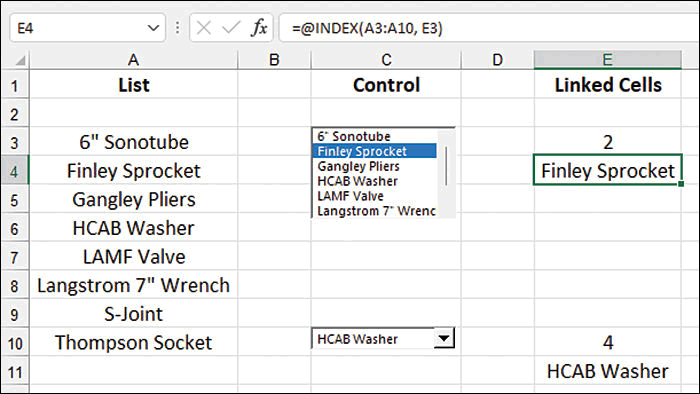 E4 fx =@INDEX(A3:A10, E3)
A B C D E
1 List Control Linked Cells
2
6" Sonotube
3 6" Sonotube 2
Finley Sprocket
4 Finley Sprocket Gangley Pliers Finley Sprocket
HCAB Washer
5 Gangley Pliers LAMF Valve
Langstrom 7" Wrenc
6 HCAB Washer
7 LAMF Valve
8 Langstrom 7" Wrench
9 S-Joint
10 Thompson Socket HCAB Washer 4
11 HCAB Washer